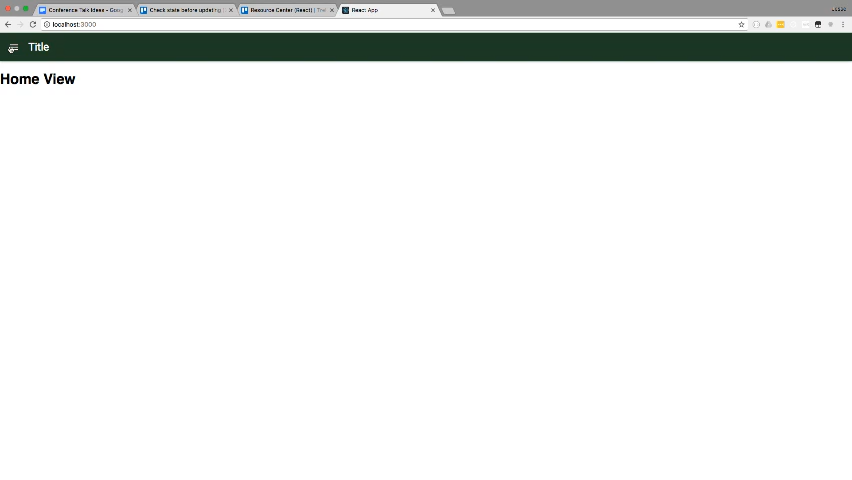 Conference Talk Ideas - Goog
Check state before updating
Resource Center (React) | Tre
React App
localhost:3000
Title
Home View